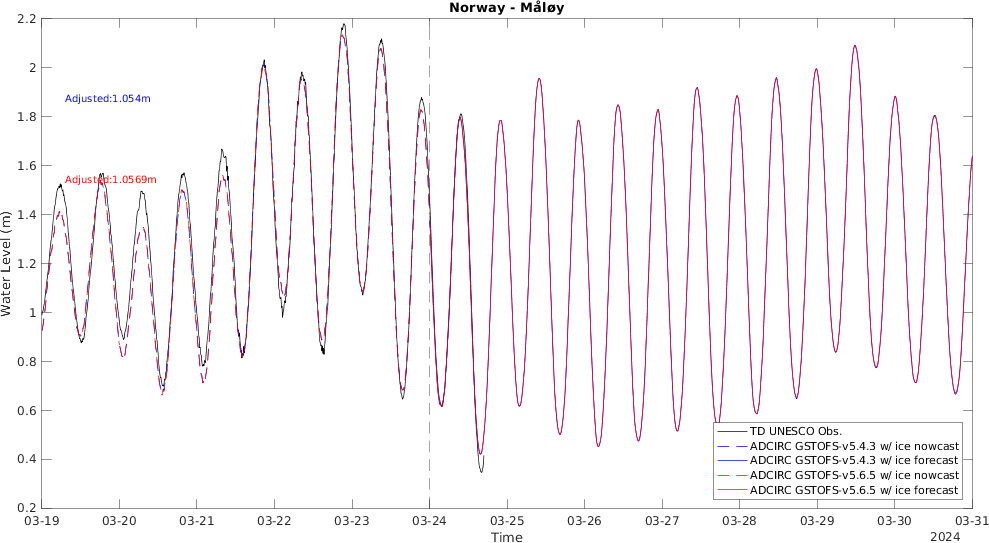 Norway - Måløy
Water Level (m)
2.2
2
1.8
1.6
1.4
1.2
1
0.8
0.6
0.4
0.2
Adjusted:1.054m
Adjusted:1.0569m
TD UNESCO Obs.
ADCIRC GSTOFS-v5.4.3 w/ ice nowcast
ADCIRC GSTOFS-v5.4.3 w/ ice forecast
ADCIRC GSTOFS-v5.6.5 w/ ice nowcast
ADCIRC GSTOFS-v5.6.5 w/ ice forecast
03-19 03-20 03-21 03-22 03-23 03-24 03-25 03-26 03-27 03-28 03-29 03-30 03-31
Time
2024